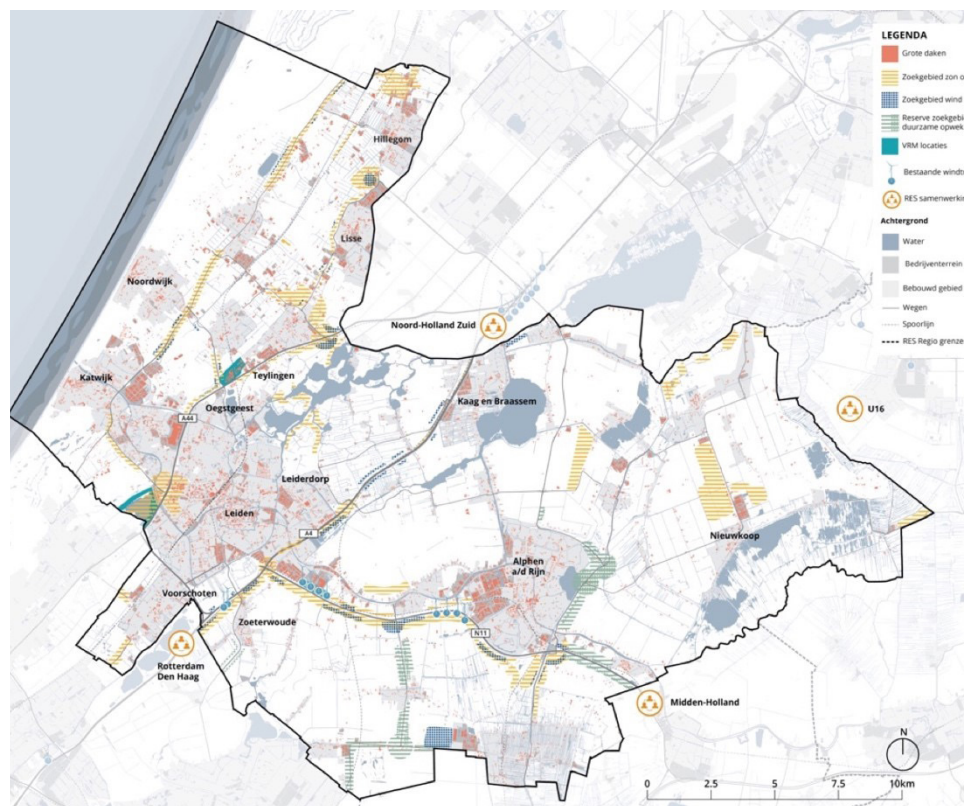 LEGENDA
Grote daken
Zoekgebied zon o
Zoekgebied wind
Reserve zoekgebi
duurzame opwek
VRM locaties
Bestaande windt
RES samenwerkin
Achtergrond
Water
Bedrijventerrein
Bebouwd gebied
Wegen
Spoorlijn
RES Regio grenze
Hillegom
Lisse
Noordwijk
Noord-Holland Zuid
Teylingen
Katwijk
Oegstgeest
A44
Kaag en Braassem
U16
Leiderdorp
Leiden
A4
Nieuwkoop
Alphen
a/d Rijn
Voorschoten
Zoeterwoude
N11
Rotterdam
Den Haag
Midden-Holland
N
0 2.5 5 7.5 10km